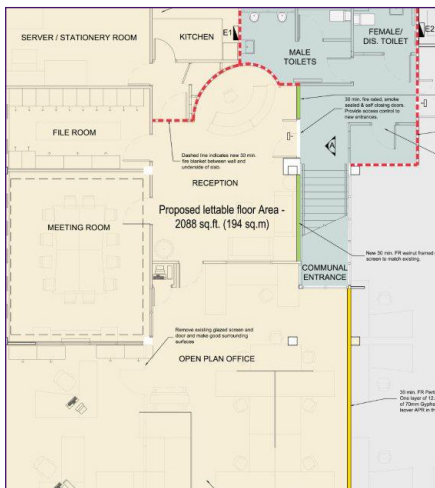 SERVER / STATIONERY ROOM
KITCHEN
E1
MALE
TOILETS
FEMALE/
DIS. TOILET
E2
30 min. fire rated, smoke
sealed & self closing doors.
Provide access control to
new entrances.
FILE ROOM
A
Dashed line indicates new 30 min.
fire blanket between wall and
underside of slab.
RECEPTION
Proposed lettable floor Area -
2088 sq.ft. (194 sq.m)
MEETING ROOM
New 30 min. FR walnut framed
screen to match existing.
COMMUNAL
ENTRANCE
Remove existing glazed screen and
door and make good surrounding
surfaces
OPEN PLAN OFFICE
30 min. FR Parti
One layer of 12.
of 70mm Gyp